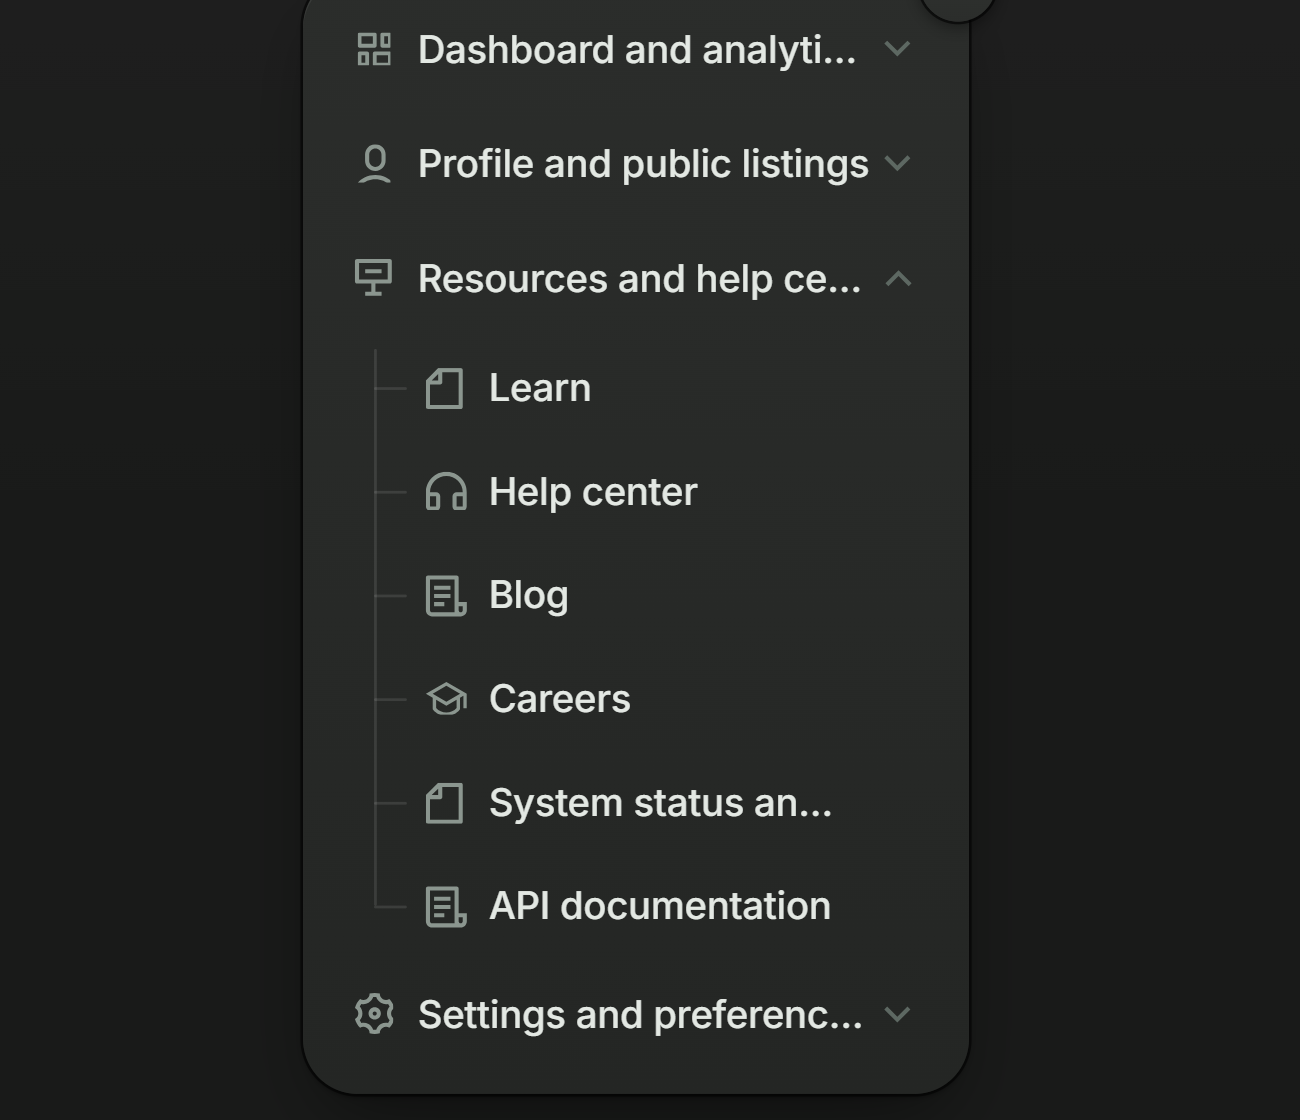 Dashboard and analyti...
Profile and public listings
Resources and help ce...
Learn
Help center
Blog
Careers
System status an...
API documentation
Settings and preferenc...